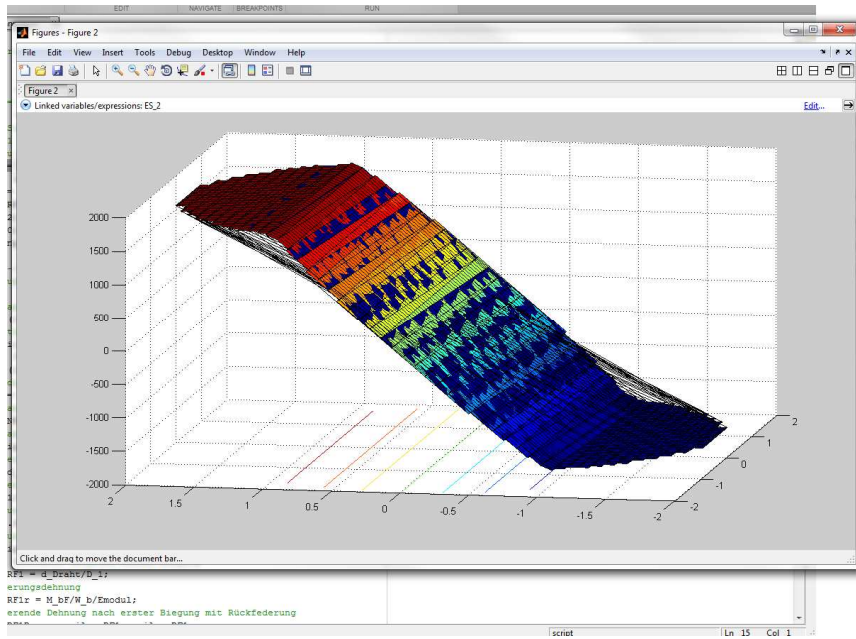 EDIT NAVIGATE BREAKPOINTS RUN
Figures - Figure 2
File Edit View Insert Tools Debug Desktop Window Help
Figure 2 ×
Linked variables/expressions: ES_2
Edit...
2000
1500
1000
500
0
-500
-1000
-1500
-2000
2
1.5
1
0.5
0
-0.5
-1
-1.5
-2
-2
-1
0
1
2
Click and drag to move the document bar...
RF1 = d_Draht/D_1;
erungsdehnung
RF1r = M_bF/W_b/Emodul;
erende Dehnung nach erster Biegung mit Rückfederung
script Ln 15 Col 1